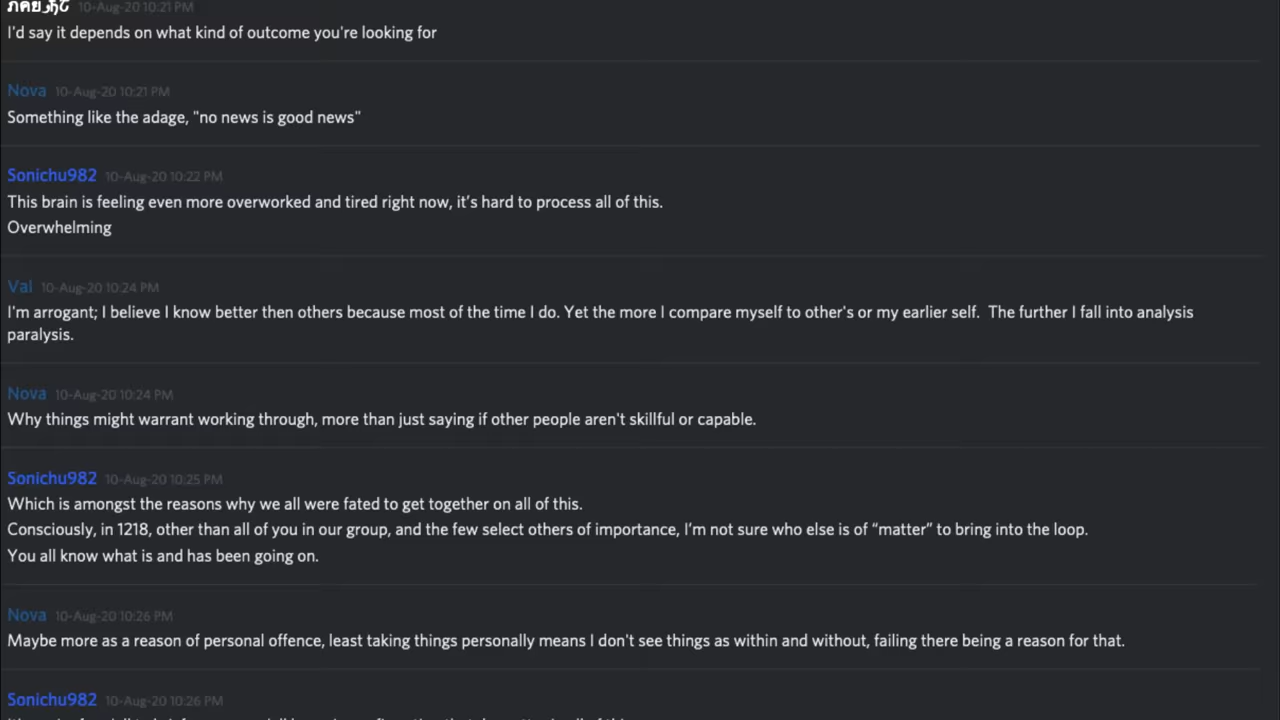 10-Aug-20 10:21 PM
I'd say it depends on what kind of outcome you're looking for
Nova 10-Aug-20 10:21 PM
Something like the adage, "no news is good news"
Sonichu982 10-Aug-20 10:22 PM
This brain is feeling even more overworked and tired right now, it’s hard to process all of this.
Overwhelming
Val 10-Aug-20 10:24 PM
I'm arrogant; I believe I know better then others because most of the time I do. Yet the more I compare myself to other's or my earlier self.  The further I fall into analysis
paralysis.
Nova 10-Aug-20 10:24 PM
Why things might warrant working through, more than just saying if other people aren't skillful or capable.
Sonichu982 10-Aug-20 10:25 PM
Which is amongst the reasons why we all were fated to get together on all of this.
Consciously, in 1218, other than all of you in our group, and the few select others of importance, I’m not sure who else is of “matter” to bring into the loop.
You all know what is and has been going on.
Nova 10-Aug-20 10:26 PM
Maybe more as a reason of personal offence, least taking things personally means I don't see things as within and without, failing there being a reason for that.
Sonichu982 10-Aug-20 10:26 PM